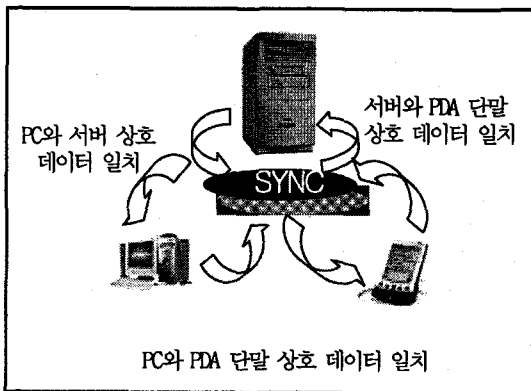 서버와 PDA 단말
상호 데이터 일치
PC와 서버 상호
데이터 일치
SYNC
PC와 PDA 단말 상호 데이터 일치